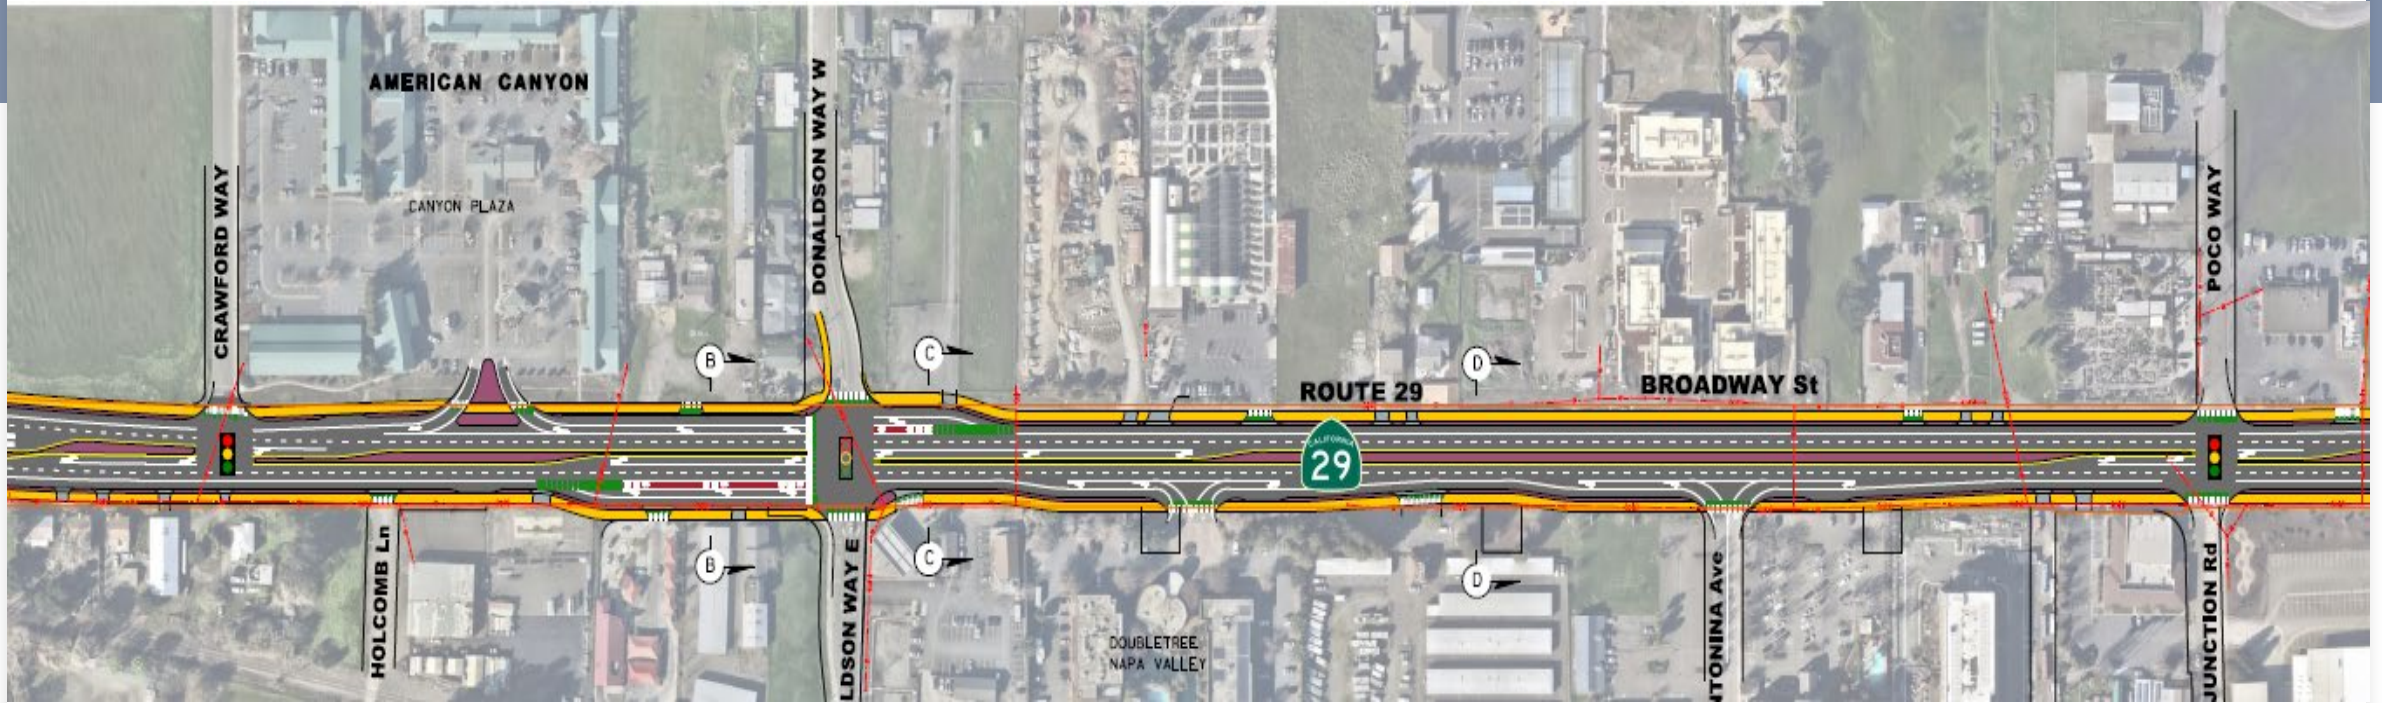 AMERICAN CANYON
CANYON PLAZA
CRAWFORD WAY
DONALDSON WAY W
POCO WAY
B
C
D
ROUTE 29
BROADWAY St
CALIFORNIA
29
HOLCOMB Ln
B
LDSON WAY E
C
D
DOUBLETREE
NAPA VALLEY
NTONINA Ave
JUNCTION Rd